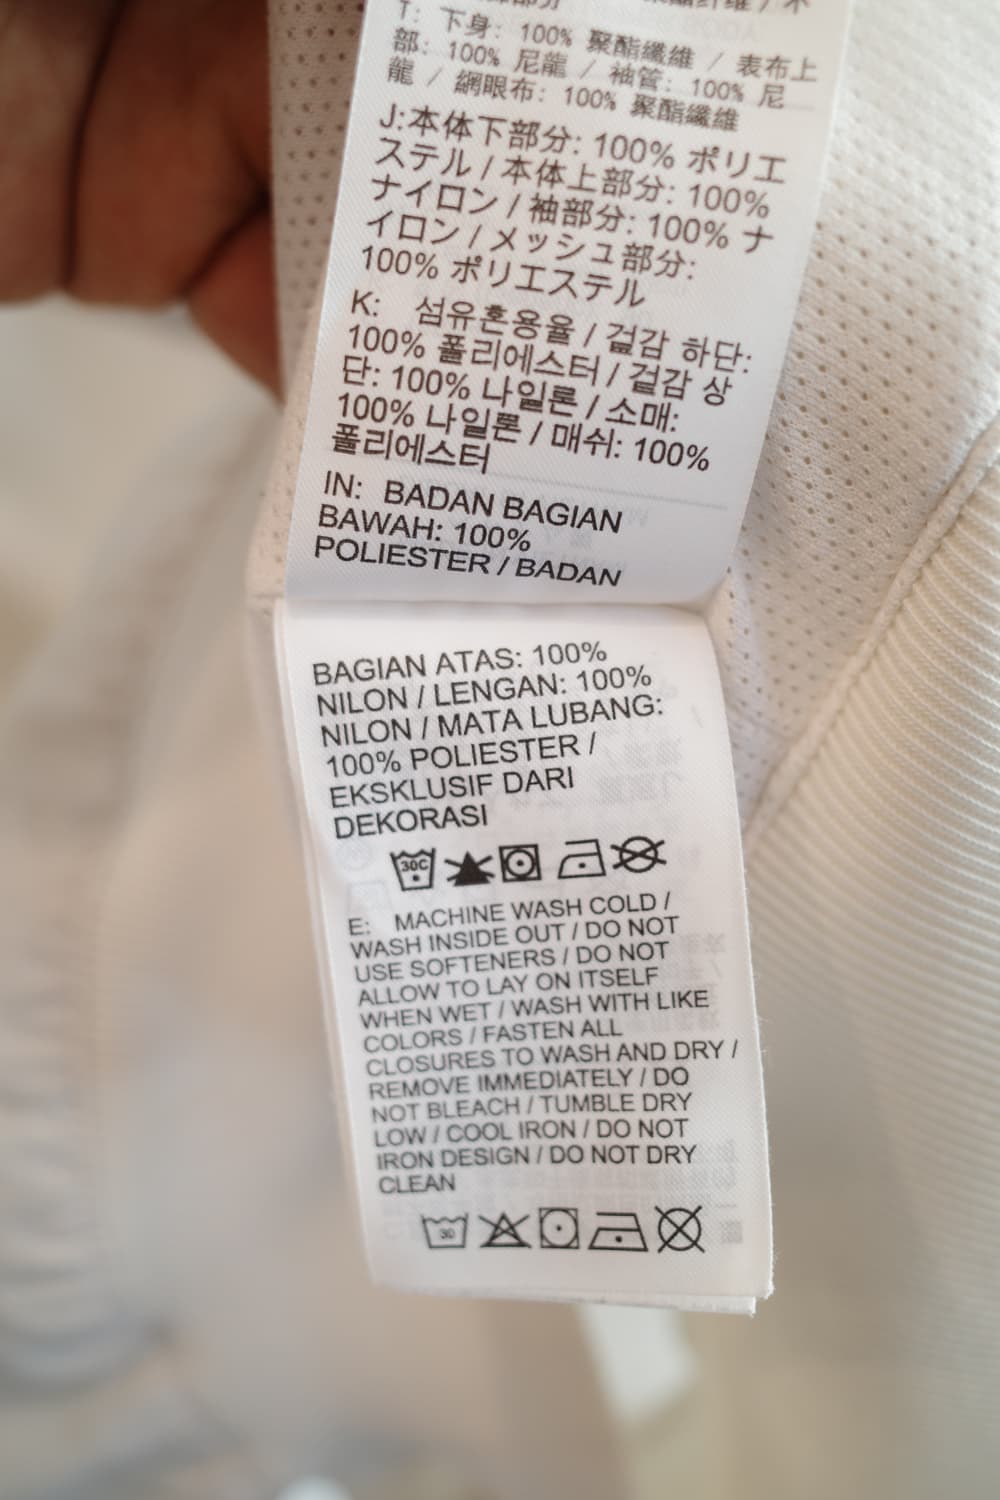 T: 下身: 100% 聚酯纖維 / 表布上
部: 100% 尼龍 / 袖管: 100% 尼
龍 / 網眼布: 100% 聚酯纖維
J:本体下部分: 100% ポリエ
ステル / 本体上部分: 100%
ナイロン / 袖部分: 100% ナ
イロン / メッシュ部分:
100% ポリエステル
K: 섬유혼용율 / 겉감 하단:
100% 폴리에스터 / 겉감 상
단: 100% 나일론 / 소매:
100% 나일론 / 매쉬: 100%
폴리에스터
IN: BADAN BAGIAN
BAWAH: 100%
POLIESTER / BADAN
BAGIAN ATAS: 100%
NILON / LENGAN: 100%
NILON / MATA LUBANG:
100% POLIESTER /
EKSKLUSIF DARI
DEKORASI
30C
E: MACHINE WASH COLD /
WASH INSIDE OUT / DO NOT
USE SOFTENERS / DO NOT
ALLOW TO LAY ON ITSELF
WHEN WET / WASH WITH LIKE
COLORS / FASTEN ALL
CLOSURES TO WASH AND DRY /
REMOVE IMMEDIATELY / DO
NOT BLEACH / TUMBLE DRY
LOW / COOL IRON / DO NOT
IRON DESIGN / DO NOT DRY
CLEAN
30